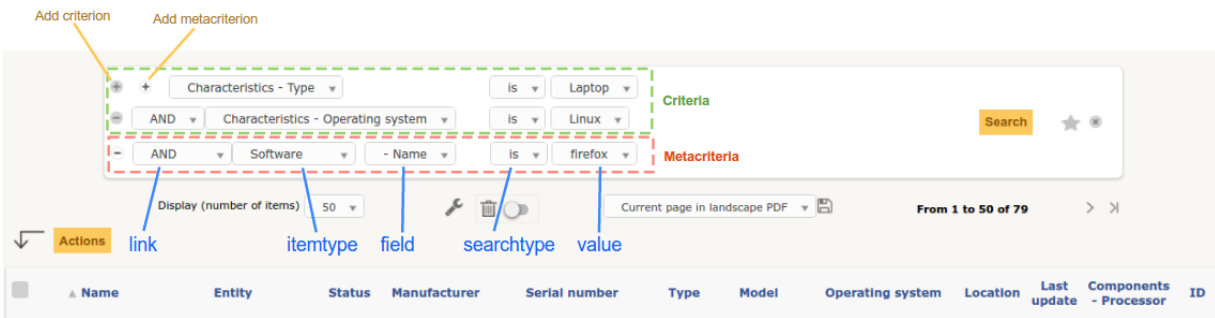 Add criterion Add metacriterion
Characteristics - Type is Laptop
Criteria
AND Characteristics - Operating system is Linux
Search
AND Software - Name is firefox
Metacriteria
Display (number of items) 50 Current page in landscape PDF From 1 to 50 of 79
Actions link itemtype field searchtype value
Name Entity Status Manufacturer Serial number Type Model Operating system Location Last update Components - Processor ID